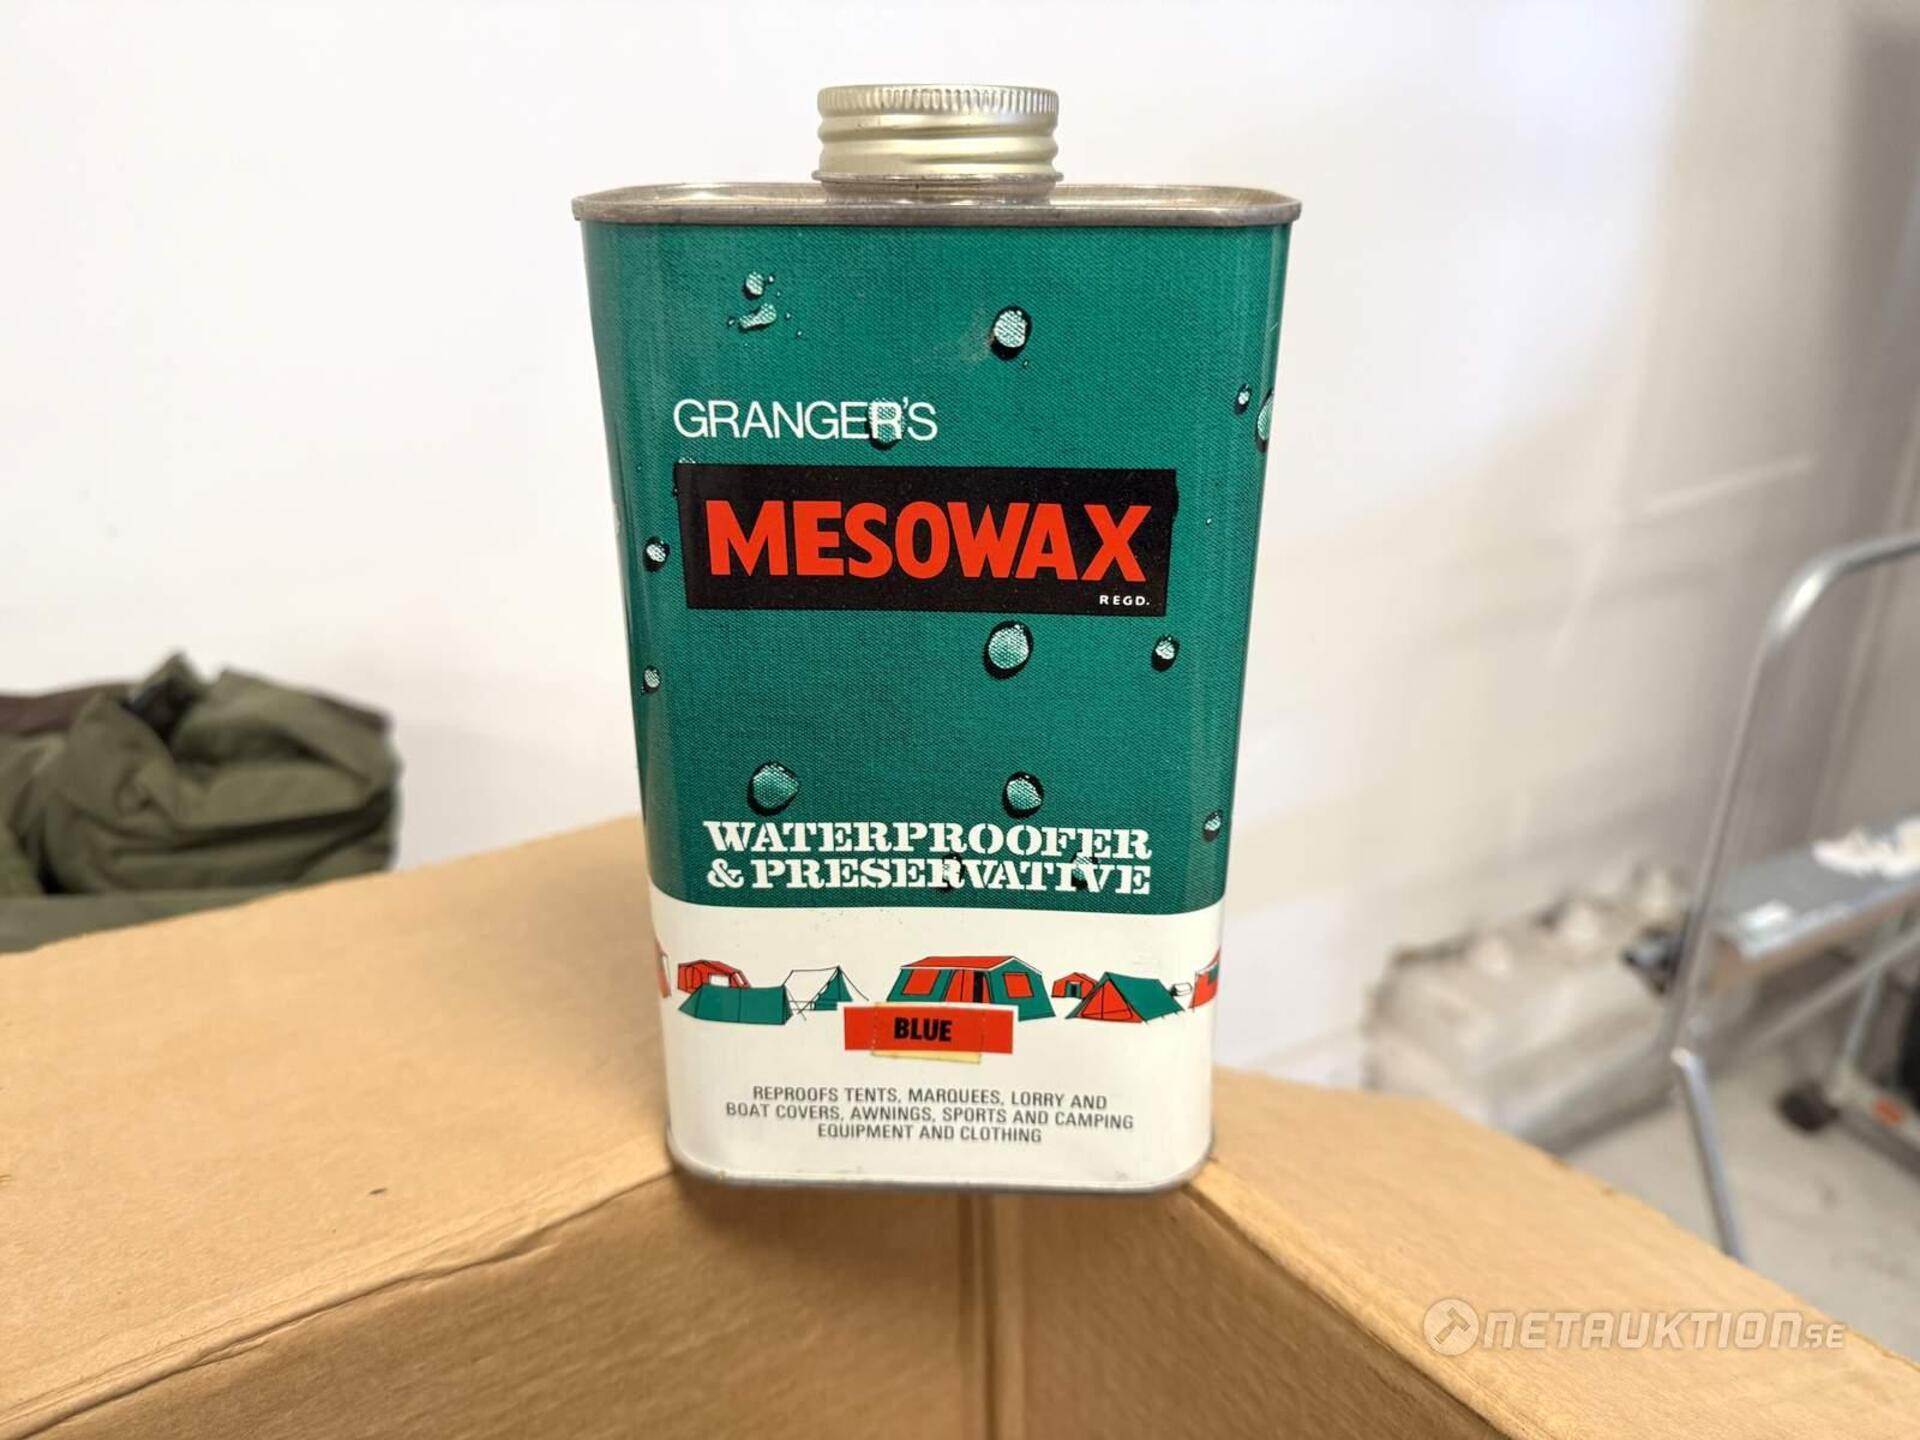 GRANGER'S
MESOWAX
REGD.
WATERPROOFER
& PRESERVATIVE
BLUE
REPROOFS TENTS, MARQUEES, LORRY AND
BOAT COVERS, AWNINGS, SPORTS AND CAMPING
EQUIPMENT AND CLOTHING
NETAUKTION.SE